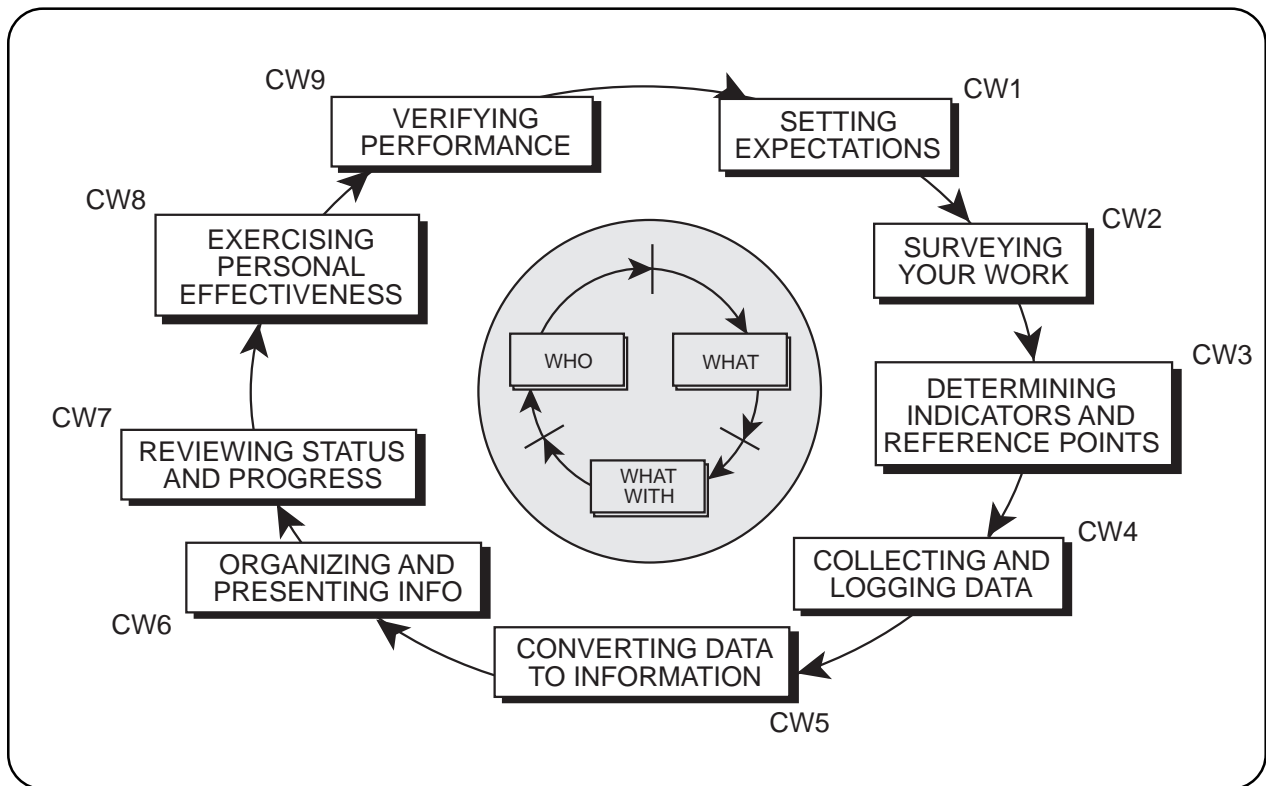 CW9
VERIFYING
PERFORMANCE
CW1
SETTING
EXPECTATIONS
CW2
SURVEYING
YOUR WORK
CW3
DETERMINING
INDICATORS AND
REFERENCE POINTS
CW4
COLLECTING AND
LOGGING DATA
CONVERTING DATA
TO INFORMATION
CW5
ORGANIZING AND
PRESENTING INFO
CW6
CW7
REVIEWING STATUS
AND PROGRESS
CW8
EXERCISING
PERSONAL
EFFECTIVENESS
WHO
WHAT
WHAT
WITH